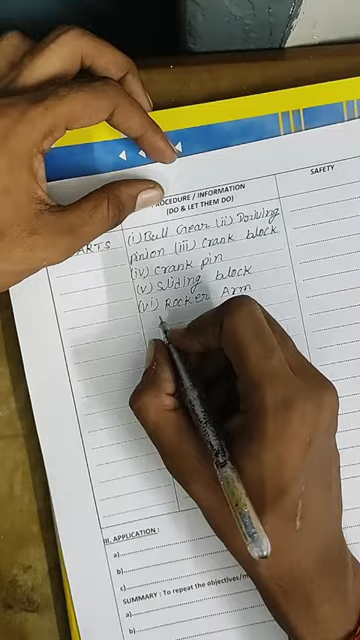 PROCEDURE / INFORMATION
(DO & LET THEM DO)
SAFETY
ARTS
(i) Bull Gear (ii) Driving
pinion (iii) Crank block
(iv) Crank pin
(v) Sliding block
(vi) Rocker Arm
III. APPLICATION :
a)
b)
c)
SUMMARY : To repeat the objectives/m
a)
b)